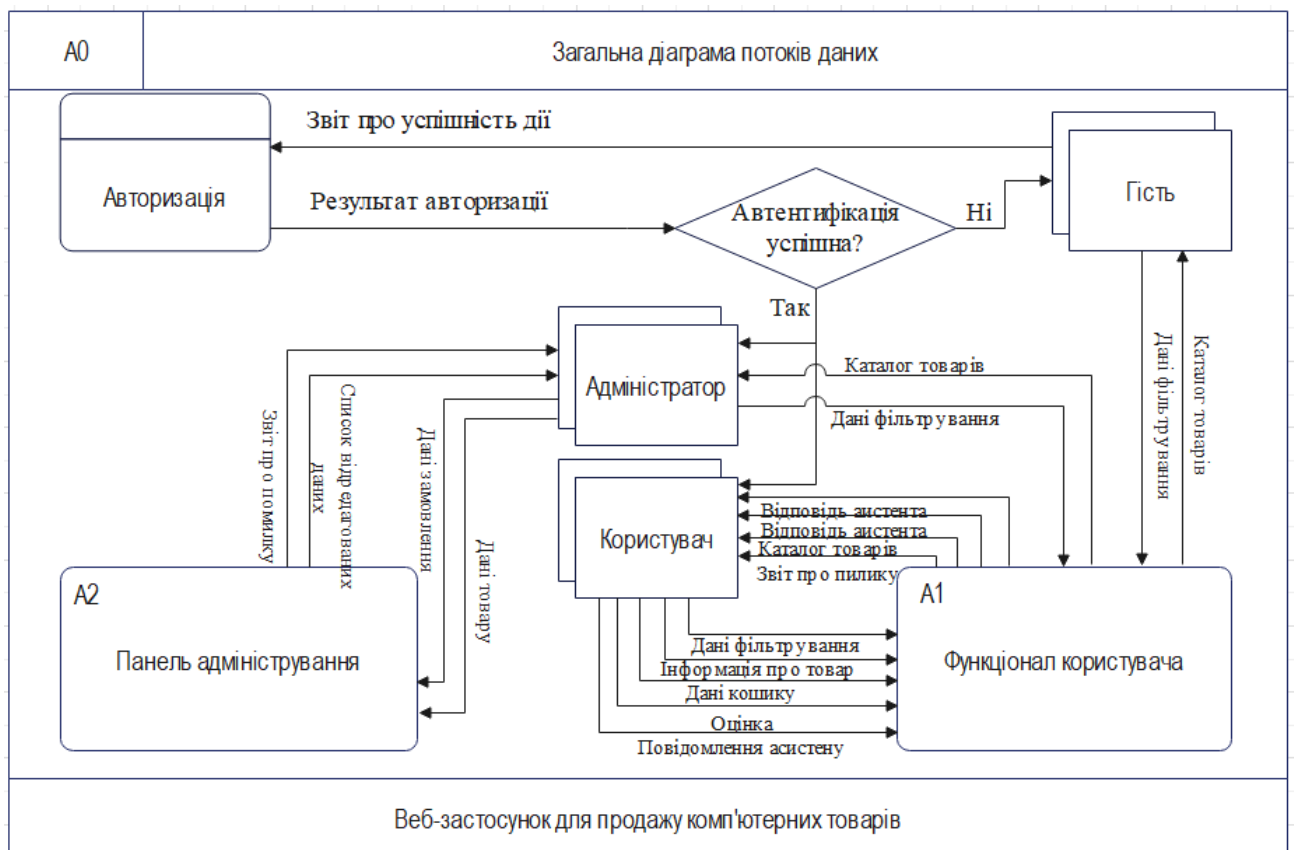 А0
Загальна діаграма потоків даних
Звіт про успішність дії
Авторизація
Результат авторизації
Автентифікація
успішна?
Ні
Гість
Так
Адміністратор
Каталог товарів
Дані фільтрування
Дані фільтрування
Каталог товарів
Звіт про помилку
Список відредагованих
даних
Дані замовлення
Дані товару
Користувач
Відповідь аистента
Відповідь аистента
Каталог товарів
Звіт про пилику
А2
Панель адміністрування
А1
Функціонал користувача
Дані фільтрування
Інформація про товар
Дані кошику
Оцінка
Повідомлення асистену
Веб-застосунок для продажу комп'ютерних товарів